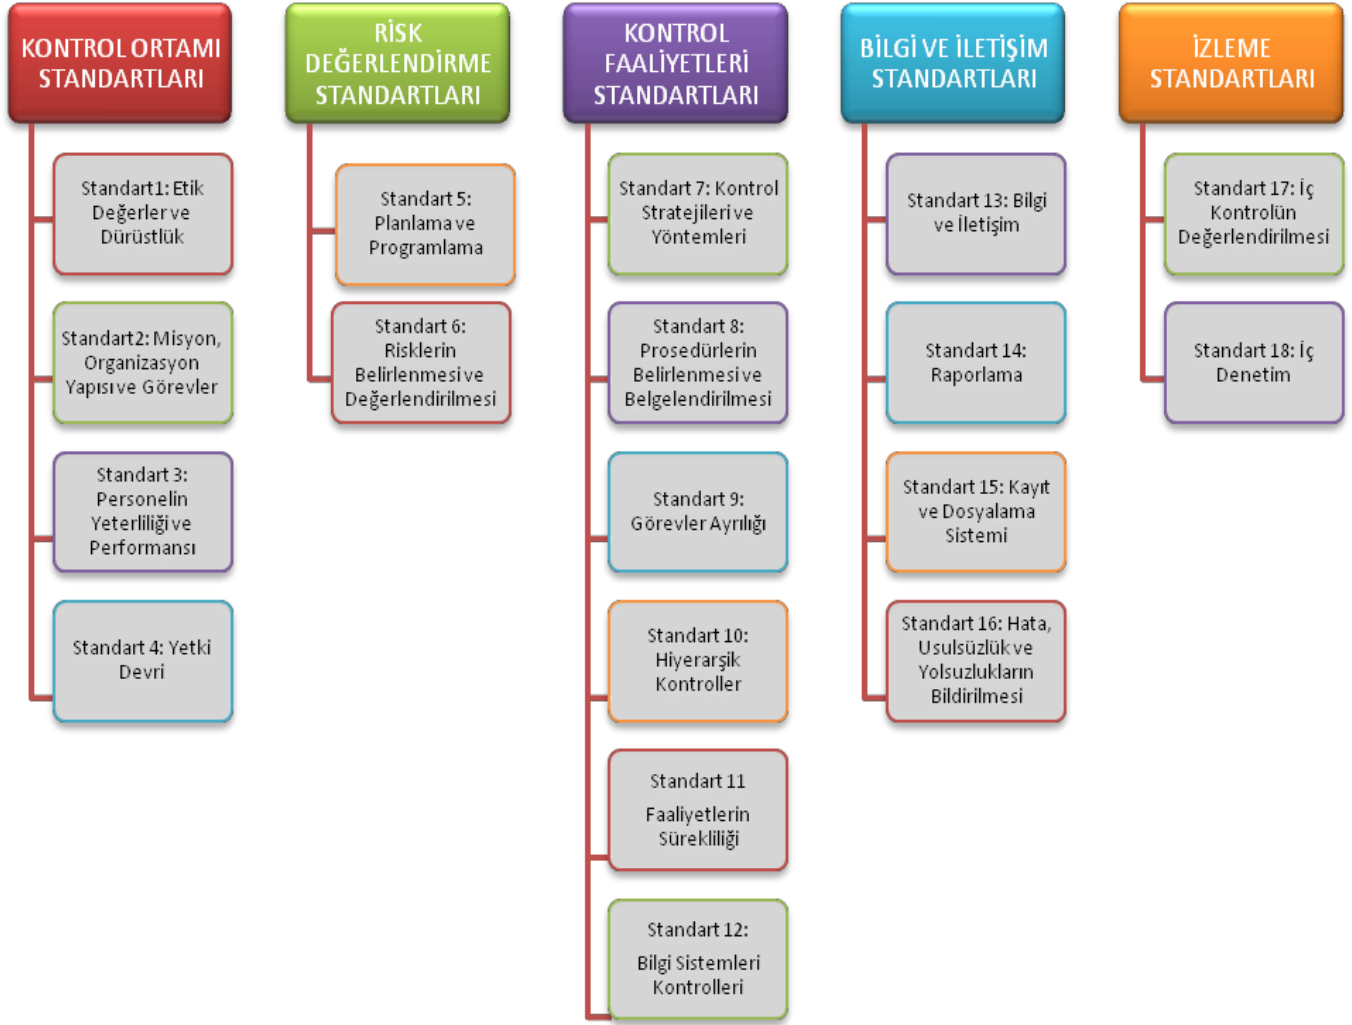 KONTROL ORTAMI
STANDARTLARI
Standart1: Etik
Değerler ve
Dürüstlük
Standart2: Misyon,
Organizasyon
Yapısı ve Görevler
Standart 3:
Personelin
Yeterliliği ve
Performansı
Standart 4: Yetki
Devri
RİSK
DEĞERLENDİRME
STANDARTLARI
Standart 5:
Planlama ve
Programlama
Standart 6:
Risklerin
Belirlenmesi ve
Değerlendirilmesi
KONTROL
FAALİYETLERİ
STANDARTLARI
Standart 7: Kontrol
Stratejileri ve
Yöntemleri
Standart 8:
Prosedürlerin
Belirlenmesi ve
Belgelendirilmesi
Standart 9:
Görevler Ayrılığı
Standart 10:
Hiyerarşik
Kontroller
Standart 11
Faaliyetlerin
Sürekliliği
Standart 12:
Bilgi Sistemleri
Kontrolleri
BİLGİ VE İLETİŞİM
STANDARTLARI
Standart 13: Bilgi
ve İletişim
Standart 14:
Raporlama
Standart 15: Kayıt
ve Dosyalama
Sistemi
Standart 16: Hata,
Usulsüzlük ve
Yolsuzlukların
Bildirilmesi
İZLEME
STANDARTLARI
Standart 17: İç
Kontrolün
Değerlendirilmesi
Standart 18: İç
Denetim